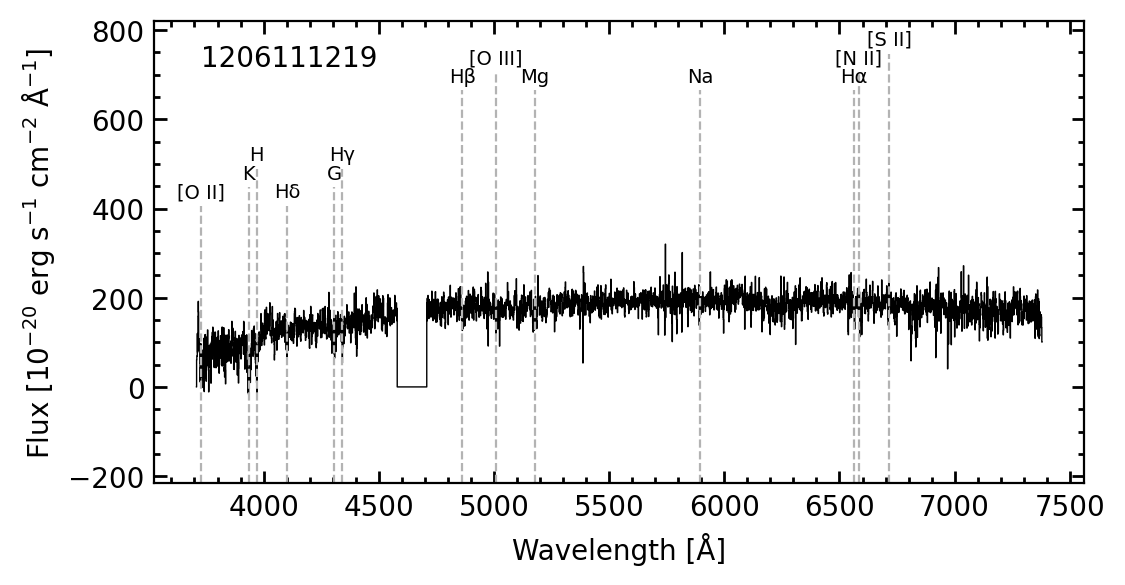 1206111219
[S II]
[O III]
[N II]
Hβ
Mg
Na
Hα
H
Hγ
K
G
[O II]
Hδ
800
600
400
200
0
−200
4000
4500
5000
5500
6000
6500
7000
7500
Flux [10⁻²⁰ erg s⁻¹ cm⁻² Å⁻¹]
Wavelength [Å]